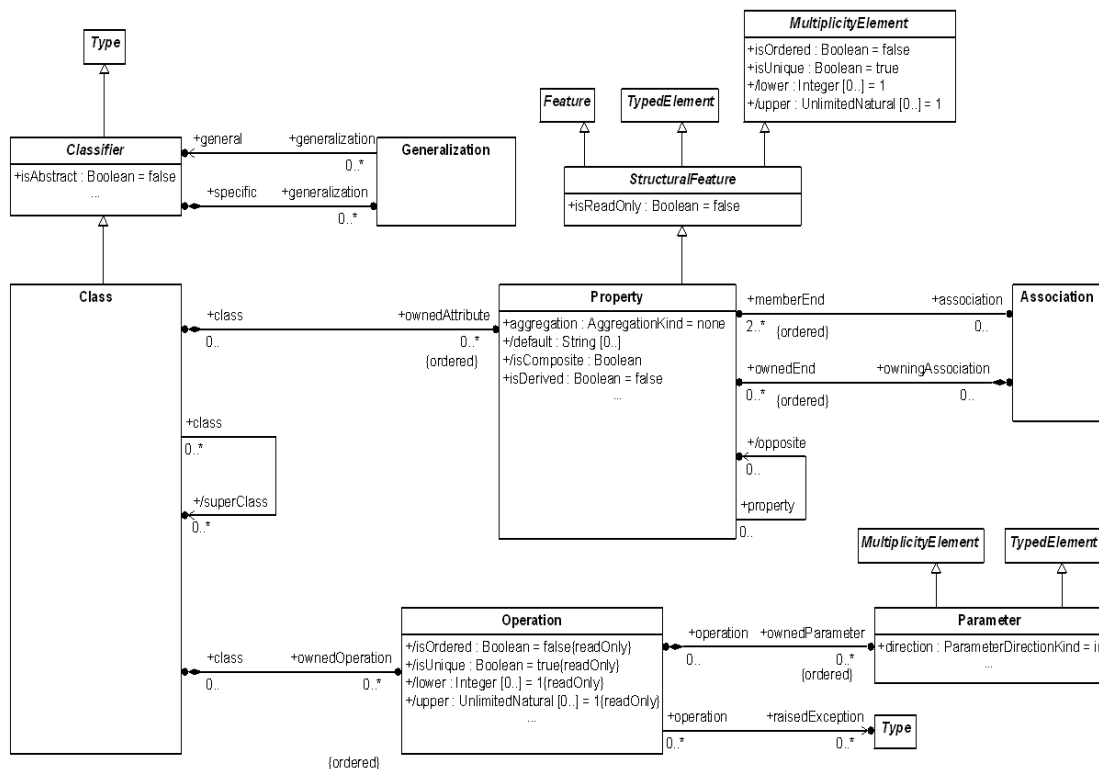 MultiplicityElement
+isOrdered : Boolean = false
+isUnique : Boolean = true
+/lower : Integer [0..] = 1
+/upper : UnlimitedNatural [0..] = 1
Type
Feature
TypedElement
Classifier
+isAbstract : Boolean = false
...
+general
+generalization
0..*
+specific
+generalization
0..*
Generalization
StructuralFeature
+isReadOnly : Boolean = false
Class
+class
0..
+ownedAttribute
0..*
{ordered}
Property
+aggregation : AggregationKind = none
+/default : String [0..]
+/isComposite : Boolean
+isDerived : Boolean = false
...
+memberEnd
2..*
{ordered}
+association
0..
Association
+ownedEnd
0..*
{ordered}
+owningAssociation
0..
+class
0..*
+/superClass
0..*
+/opposite
0..
+property
0..
MultiplicityElement
TypedElement
+class
0..
+ownedOperation
0..*
{ordered}
Operation
+/isOrdered : Boolean = false{readOnly}
+/isUnique : Boolean = true{readOnly}
+/lower : Integer [0..] = 1{readOnly}
+/upper : UnlimitedNatural [0..] = 1{readOnly}
...
+operation
0..
+ownedParameter
0..*
{ordered}
Parameter
+direction : ParameterDirectionKind = in
...
+operation
0..*
+raisedException
0..*
Type